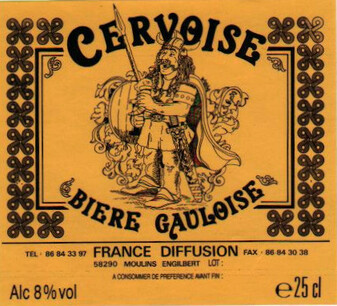 CERVOISE
BIERE GAULOISE
TEL · 86 84 33 97 FRANCE DIFFUSION FAX · 86-84 30 38
58290 MOULINS ENGILBERT LOT :
A CONSOMMER DE PREFERENCE AVANT FIN :
Alc 8% vol
e 25 cl